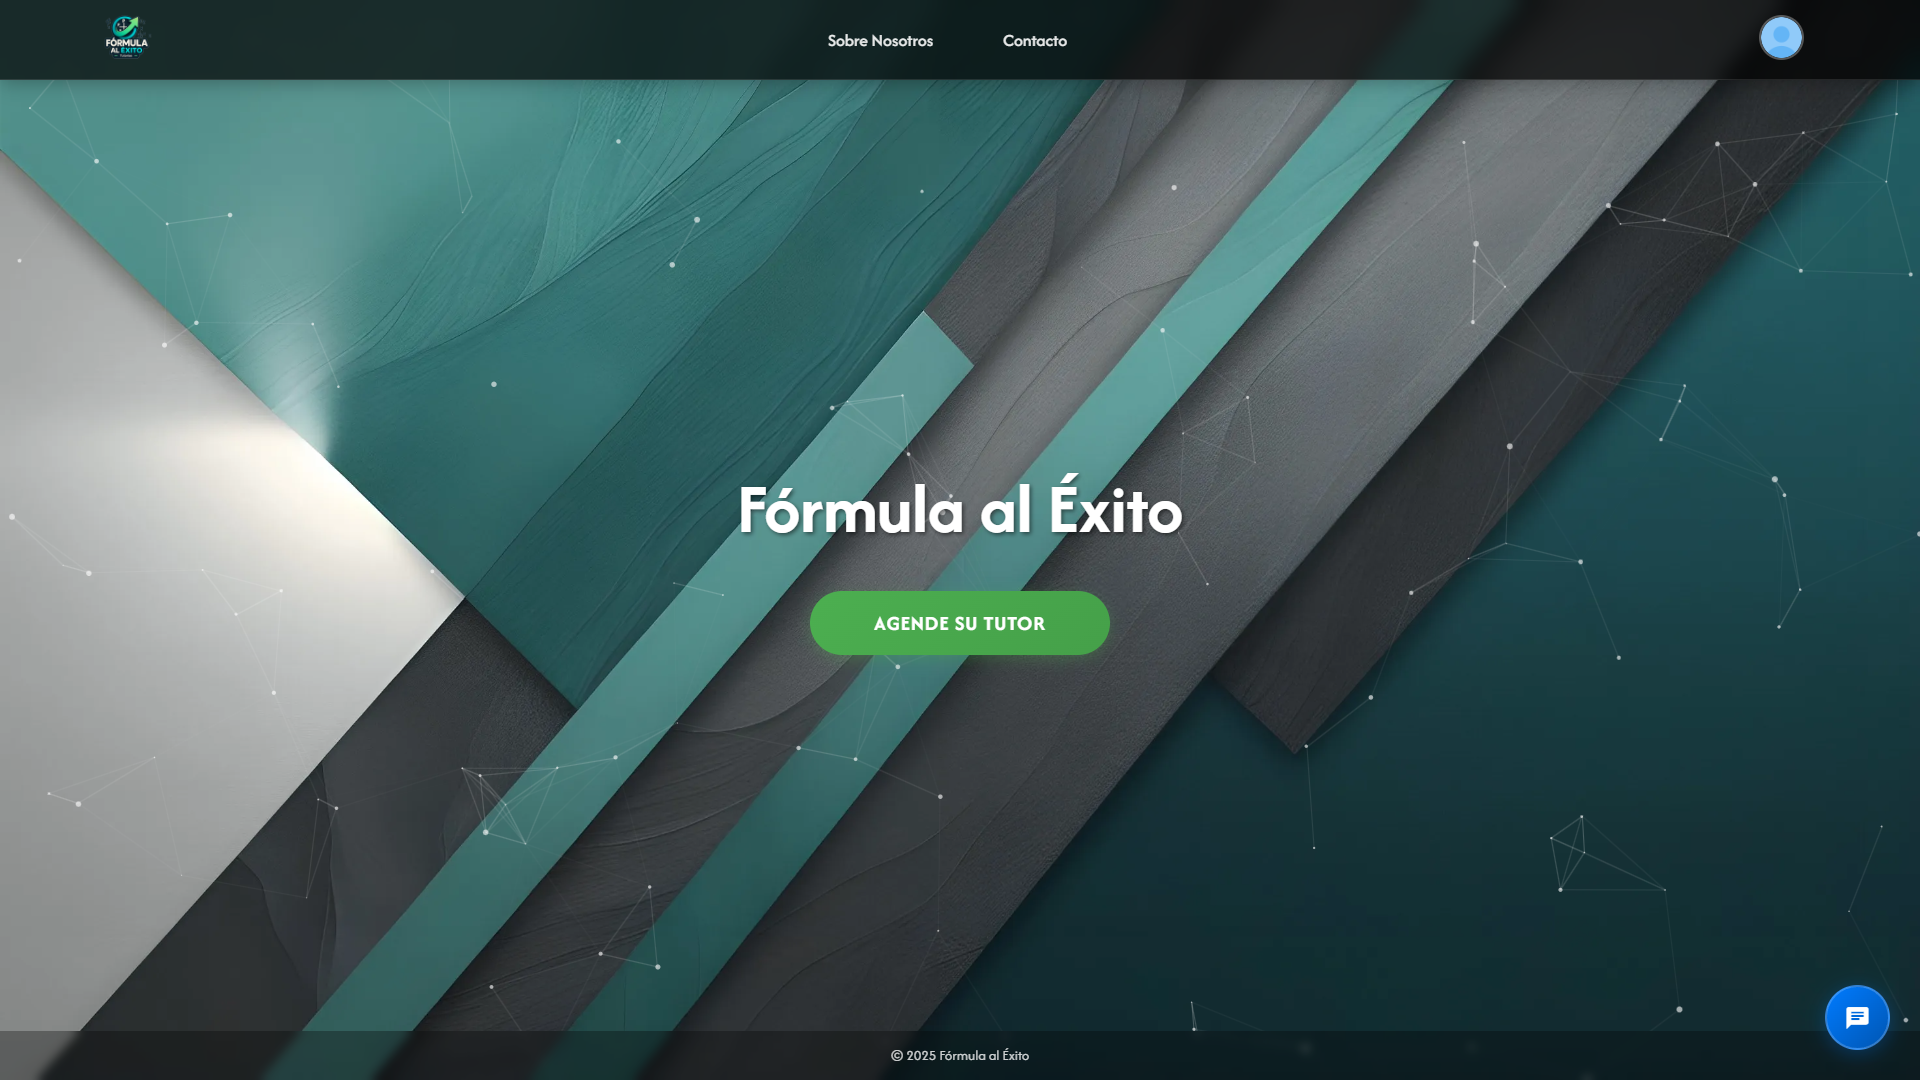 FÓRMULA
AL ÉXITO
Sobre Nosotros
Contacto
Fórmula al Éxito
AGENDE SU TUTOR
© 2025 Fórmula al Éxito